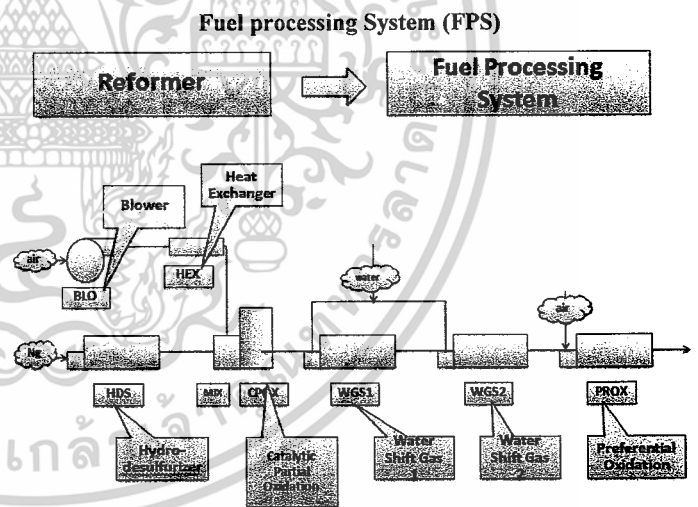 Fuel processing System (FPS)
Reformer
Fuel Processing
System
Heat
Exchanger
Blower
air
HEX
BLO
water
air
Ng
HDS
MIX
CPOX
WGS1
WGS2
PROX
Hydro-
desulfurizer
Catalytic
Partial
Oxidation
Water
Shift Gas
1
Water
Shift Gas
2
Preferential
Oxidation